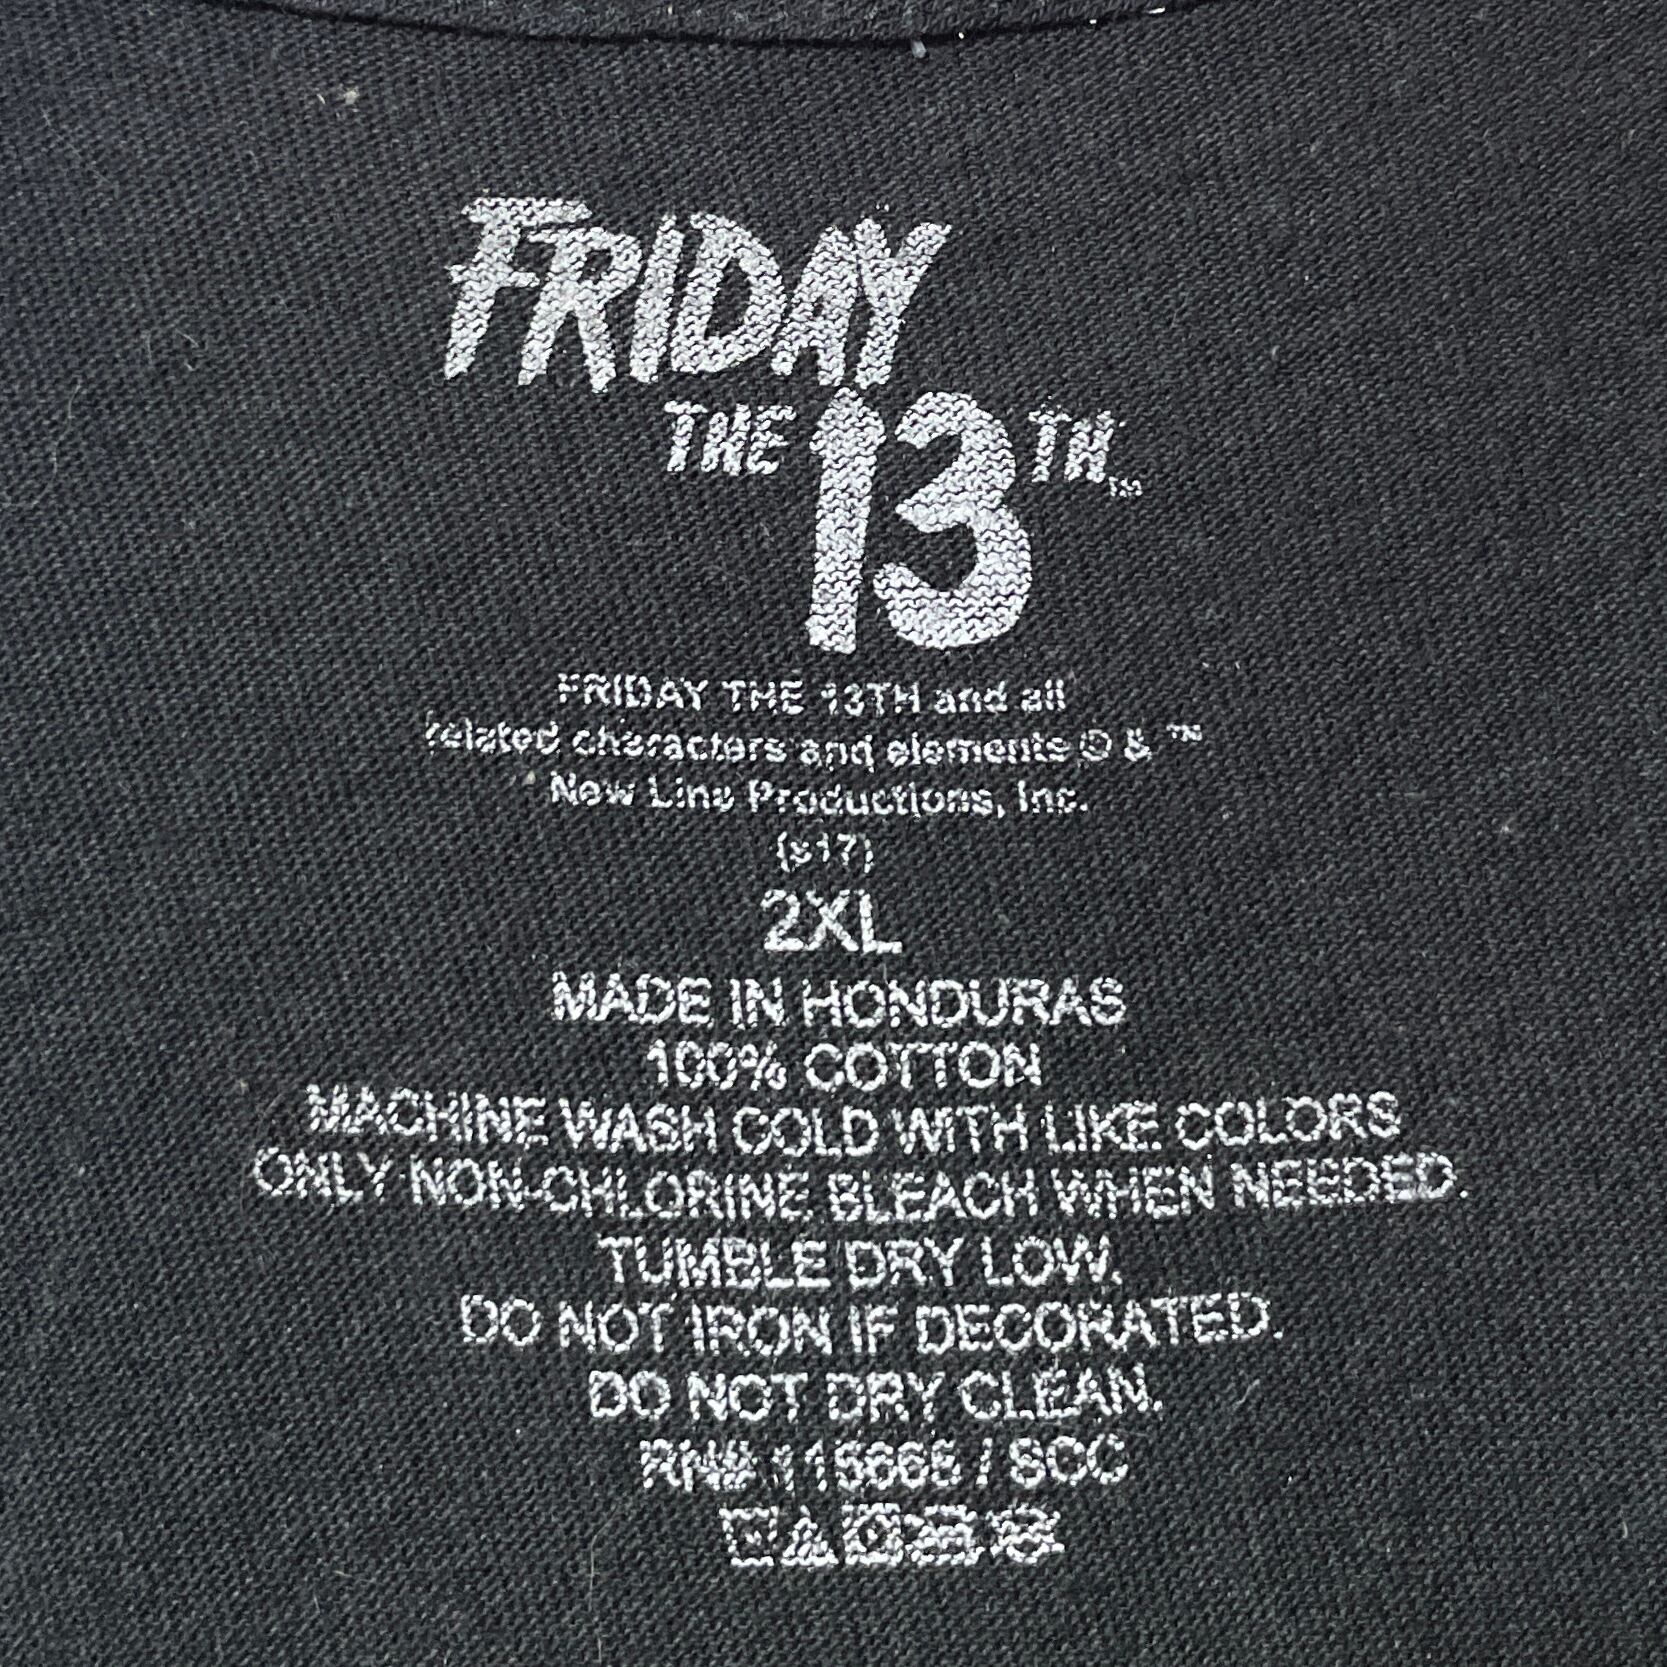 FRIDAY
THE 13TH™
FRIDAY THE 13TH and all
related characters and elements © & ™
New Line Productions, Inc.
(s17)
2XL
MADE IN HONDURAS
100% COTTON
MACHINE WASH COLD WITH LIKE COLORS
ONLY NON-CHLORINE BLEACH WHEN NEEDED.
TUMBLE DRY LOW.
DO NOT IRON IF DECORATED.
DO NOT DRY CLEAN.
RN# 115665 / SCC